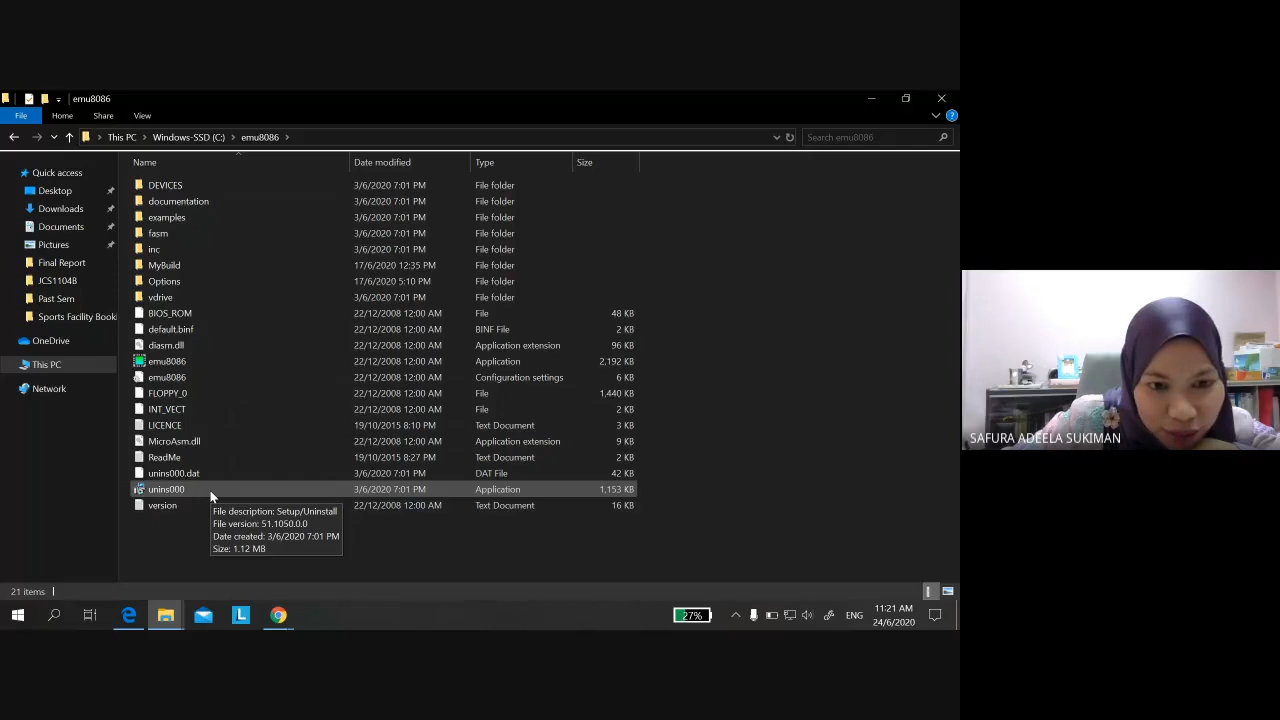 emu8086
File
Home
Share
View
This PC
Windows-SSD (C:)
emu8086
Search emu8086
Name
Date modified
Type
Size
Quick access
Desktop
Downloads
Documents
Pictures
Final Report
JCS1104B
Past Sem
Sports Facility Book
OneDrive
This PC
Network
DEVICES 3/6/2020 7:01 PM File folder
documentation 3/6/2020 7:01 PM File folder
examples 3/6/2020 7:01 PM File folder
fasm 3/6/2020 7:01 PM File folder
inc 3/6/2020 7:01 PM File folder
MyBuild 17/6/2020 12:35 PM File folder
Options 17/6/2020 5:10 PM File folder
vdrive 3/6/2020 7:01 PM File folder
BIOS_ROM 22/12/2008 12:00 AM File 48 KB
default.binf 22/12/2008 12:00 AM BINF File 2 KB
diasm.dll 22/12/2008 12:00 AM Application extension 96 KB
emu8086 22/12/2008 12:00 AM Application 2,192 KB
emu8086 22/12/2008 12:00 AM Configuration settings 6 KB
FLOPPY_0 22/12/2008 12:00 AM File 1,440 KB
INT_VECT 22/12/2008 12:00 AM File 2 KB
LICENCE 19/10/2015 8:10 PM Text Document 3 KB
MicroAsm.dll 22/12/2008 12:00 AM Application extension 9 KB
ReadMe 19/10/2015 8:27 PM Text Document 2 KB
unins000.dat 3/6/2020 7:01 PM DAT File 42 KB
unins000 3/6/2020 7:01 PM Application 1,153 KB
version 22/12/2008 12:00 AM Text Document 16 KB
File description: Setup/Uninstall
File version: 51.1050.0.0
Date created: 3/6/2020 7:01 PM
Size: 1.12 MB
21 items
27%
ENG
11:21 AM
24/6/2020
SAFURA ADEELA SUKIMAN